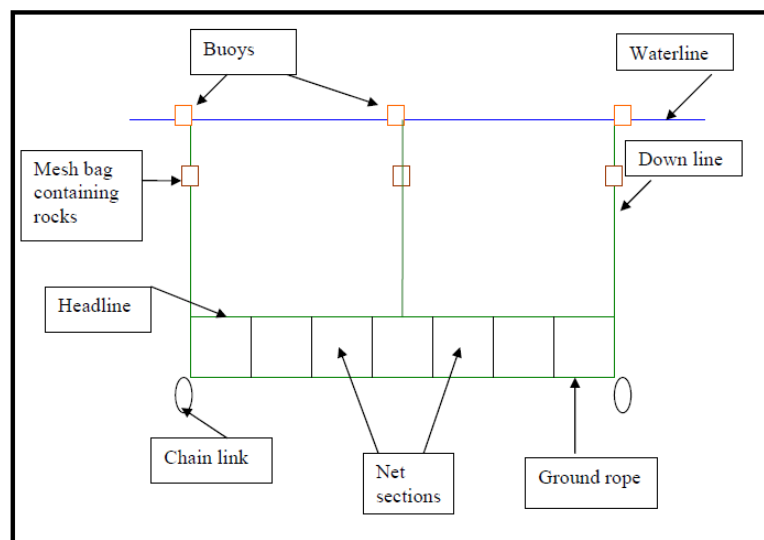 Buoys
Waterline
Mesh bag
containing
rocks
Down line
Headline
Chain link
Net
sections
Ground rope